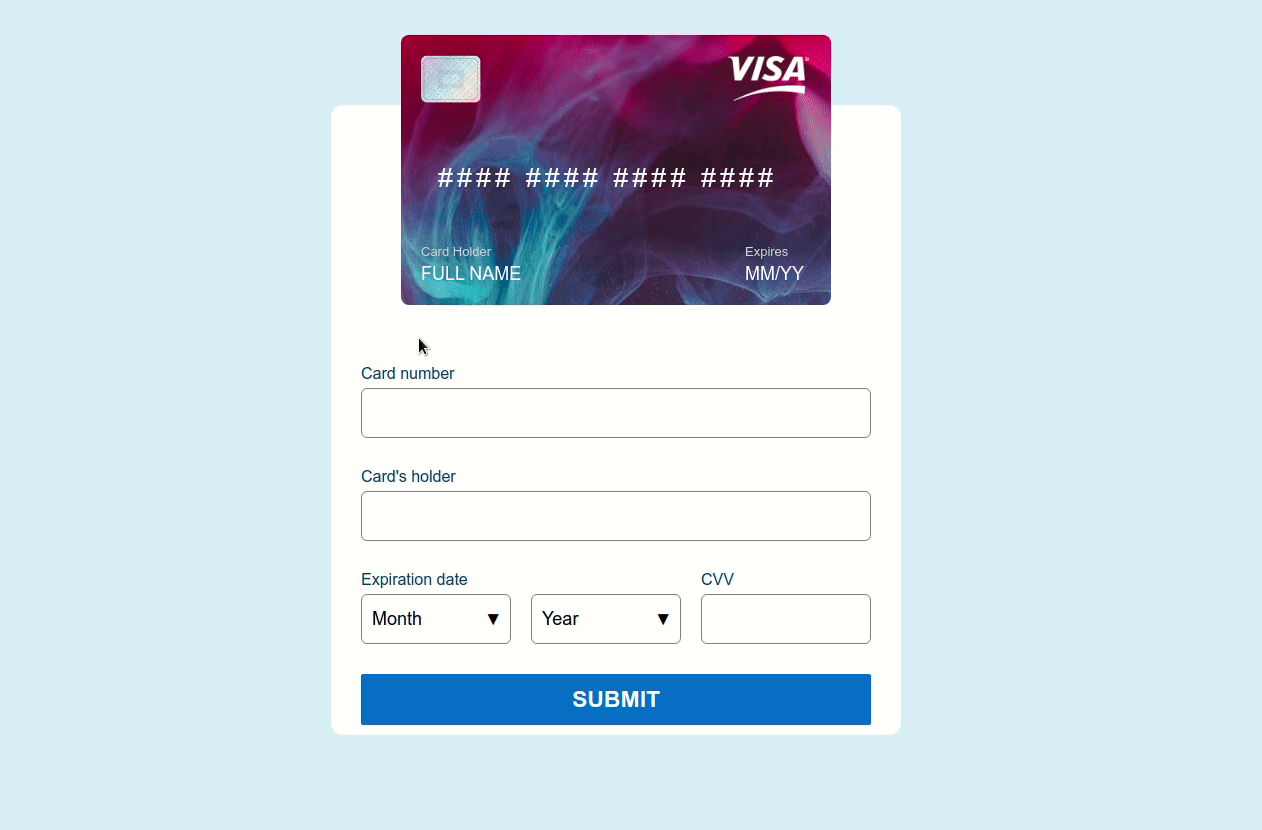 VISA
#### #### #### ####
Card Holder Expires
FULL NAME MM/YY
Card number
Card's holder
Expiration date CVV
Month ▼ Year ▼
SUBMIT